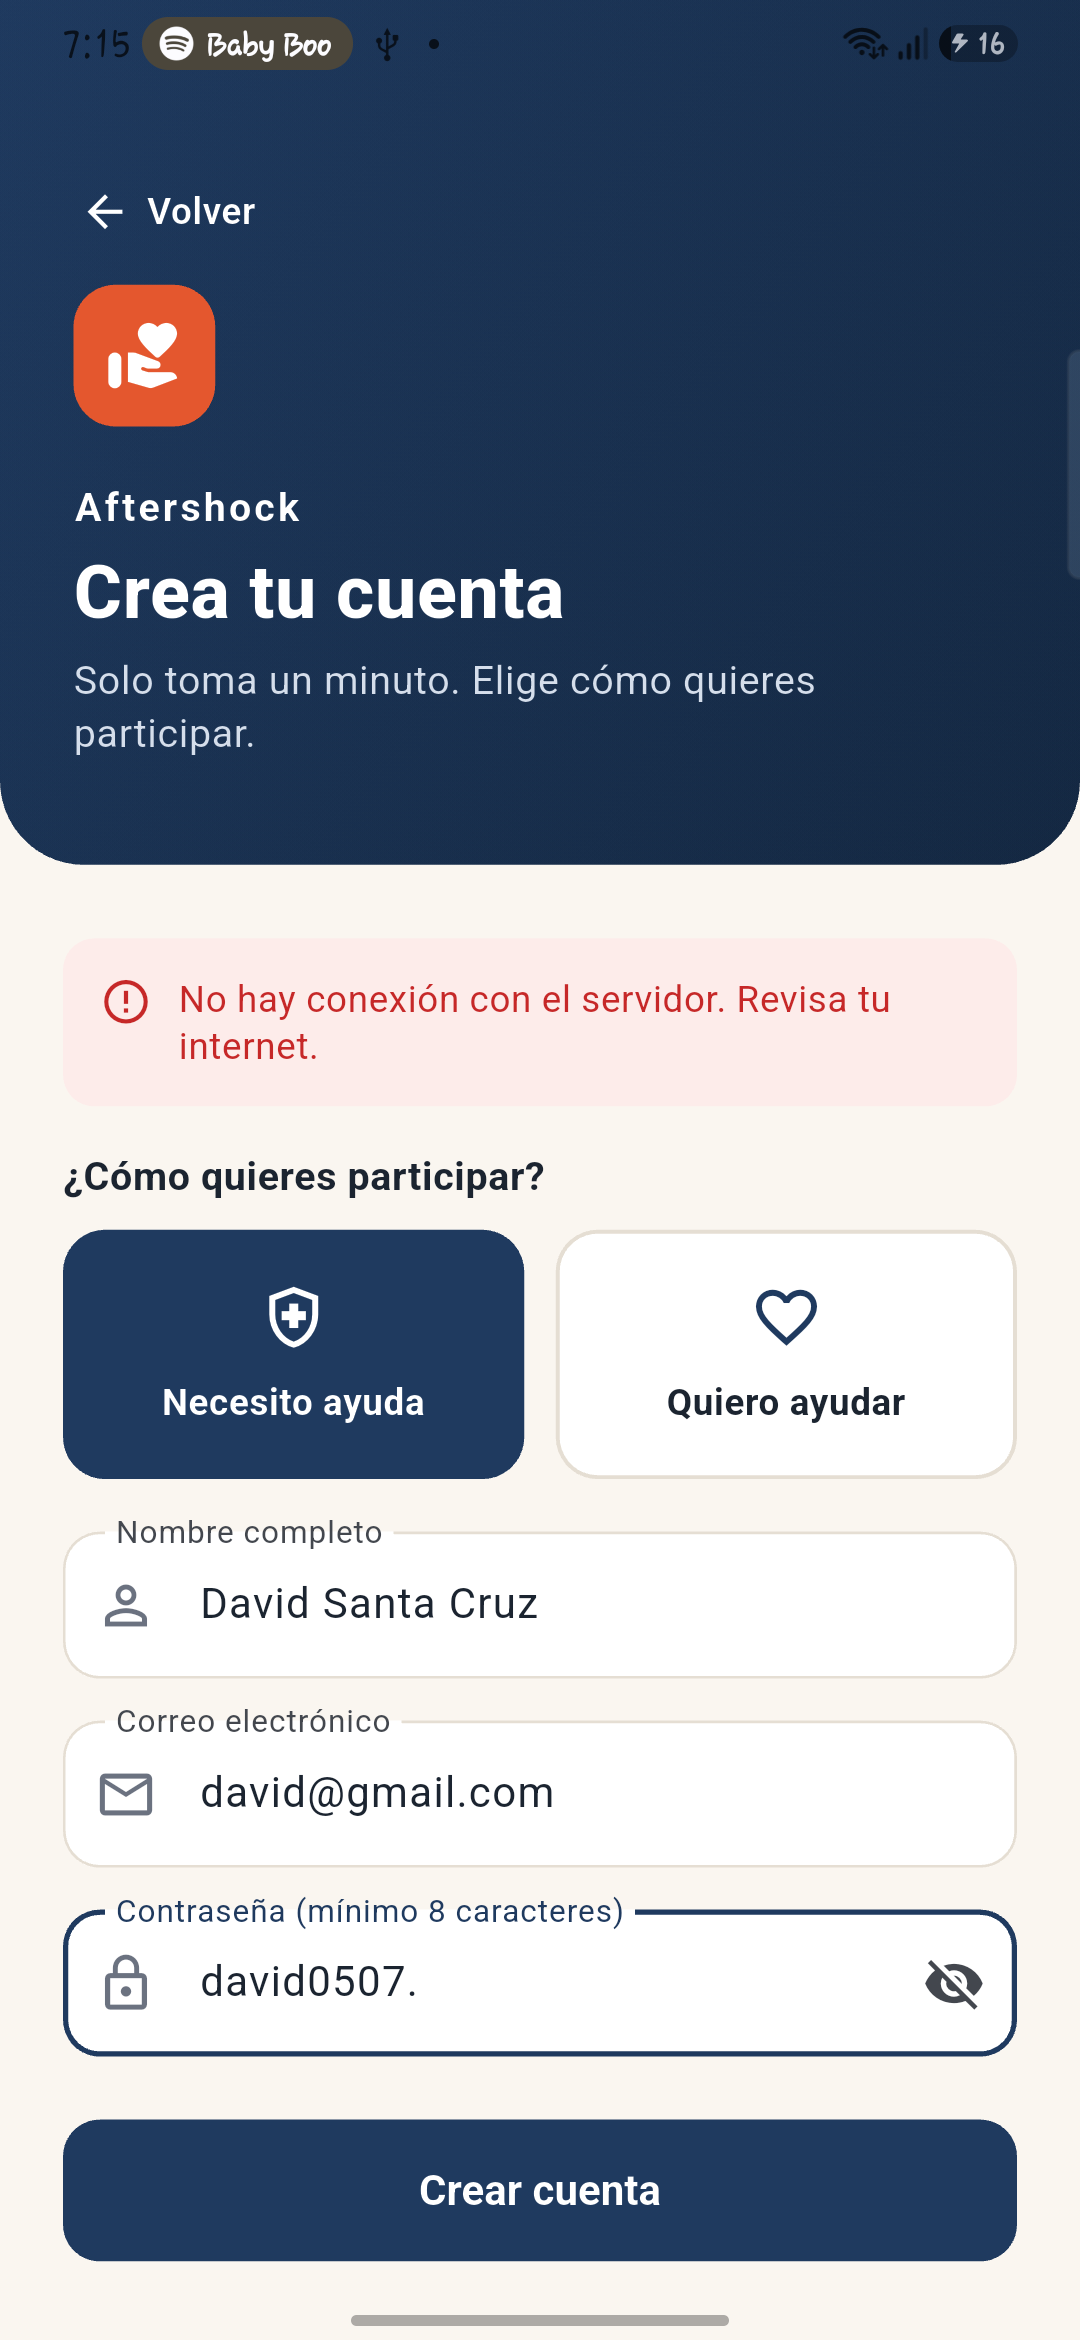 7:15 Baby Boo 16
Volver
Aftershock
Crea tu cuenta
Solo toma un minuto. Elige cómo quieres
participar.
No hay conexión con el servidor. Revisa tu
internet.
¿Cómo quieres participar?
Necesito ayuda
Quiero ayudar
Nombre completo
David Santa Cruz
Correo electrónico
david@gmail.com
Contraseña (mínimo 8 caracteres)
david0507.
Crear cuenta